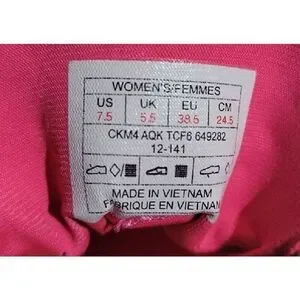 WOMEN'S/FEMMES
US UK EU CM
7.5 5.5 38.5 24.5
CKM4 AQK TCF6 649282
12-141
MADE IN VIETNAM
FABRIQUE EN VIETNAM